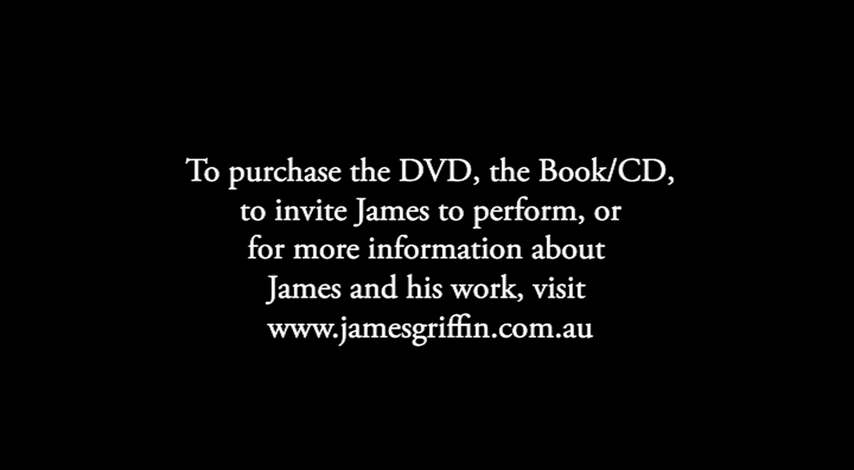 To purchase the DVD, the Book/CD,
to invite James to perform, or
for more information about
James and his work, visit
www.jamesgriffin.com.au